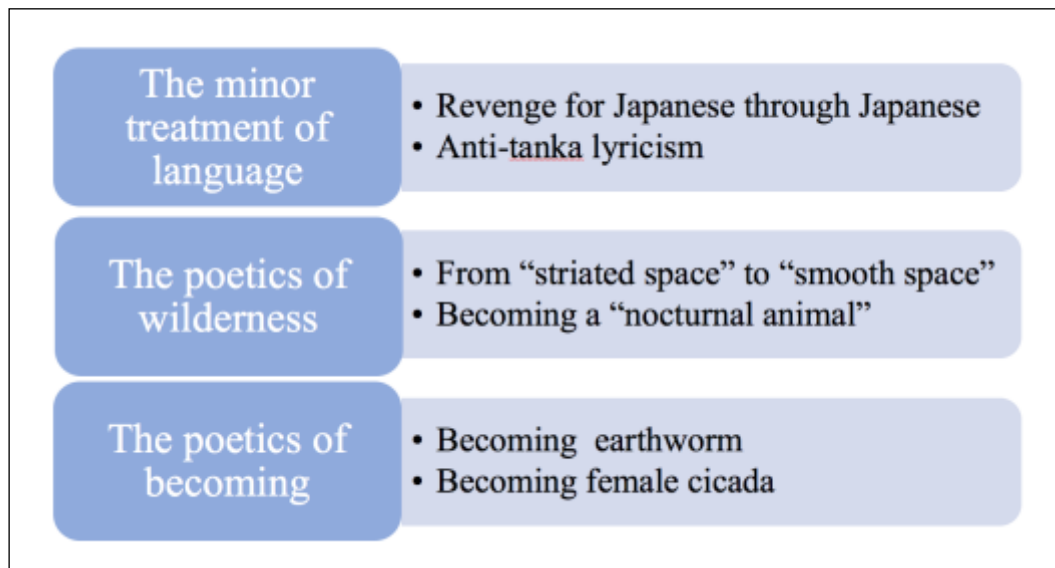 The minor
treatment of
language
• Revenge for Japanese through Japanese
• Anti-tanka lyricism
The poetics of
wilderness
• From “striated space” to “smooth space”
• Becoming a “nocturnal animal”
The poetics of
becoming
• Becoming  earthworm
• Becoming female cicada